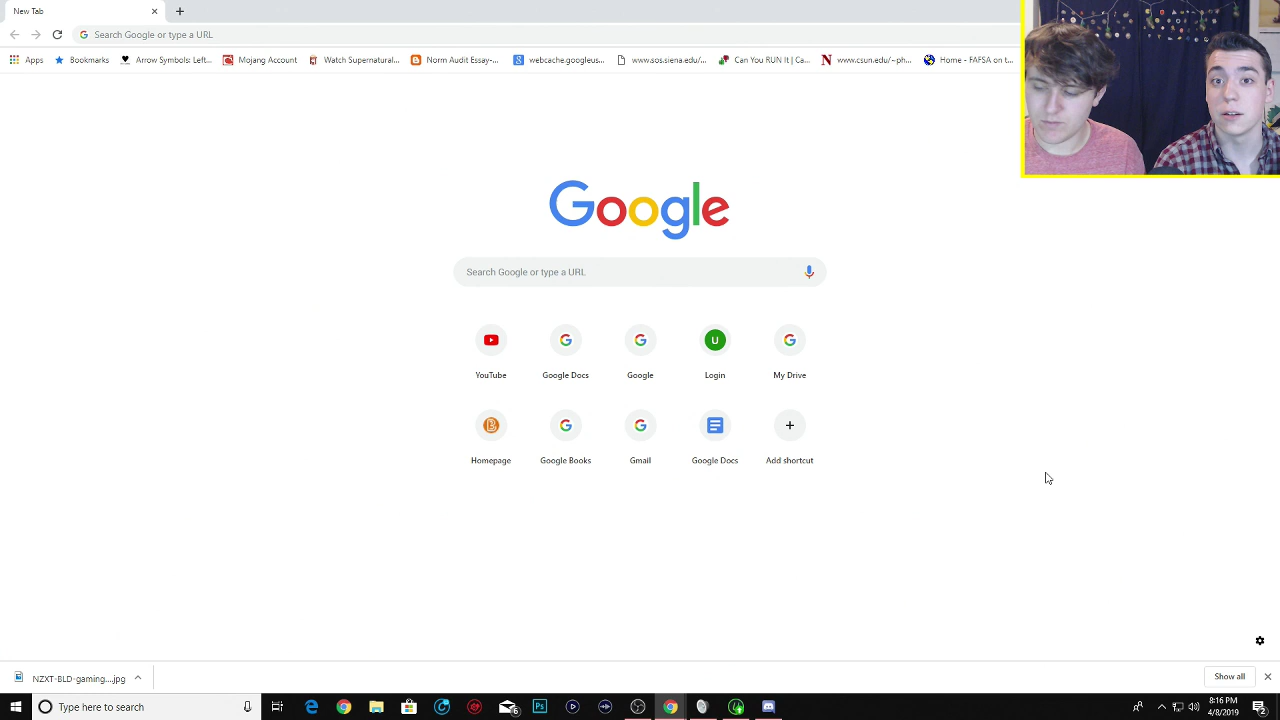 New Tab
Search Google or type a URL
Apps Bookmarks Arrow Symbols: Left... Mojang Account Watch Supernatural... Norm Audit Essay-... webcache.googleus... www.sos.siena.edu/... Can You RUN It | Ca... www.csun.edu/~ph... Home - FAFSA on t...
Google
Search Google or type a URL
YouTube Google Docs Google Login My Drive
Homepage Google Books Gmail Google Docs Add shortcut
NZXT-BLD-gaming....jpg Show all
Type here to search
8:16 PM
4/8/2019